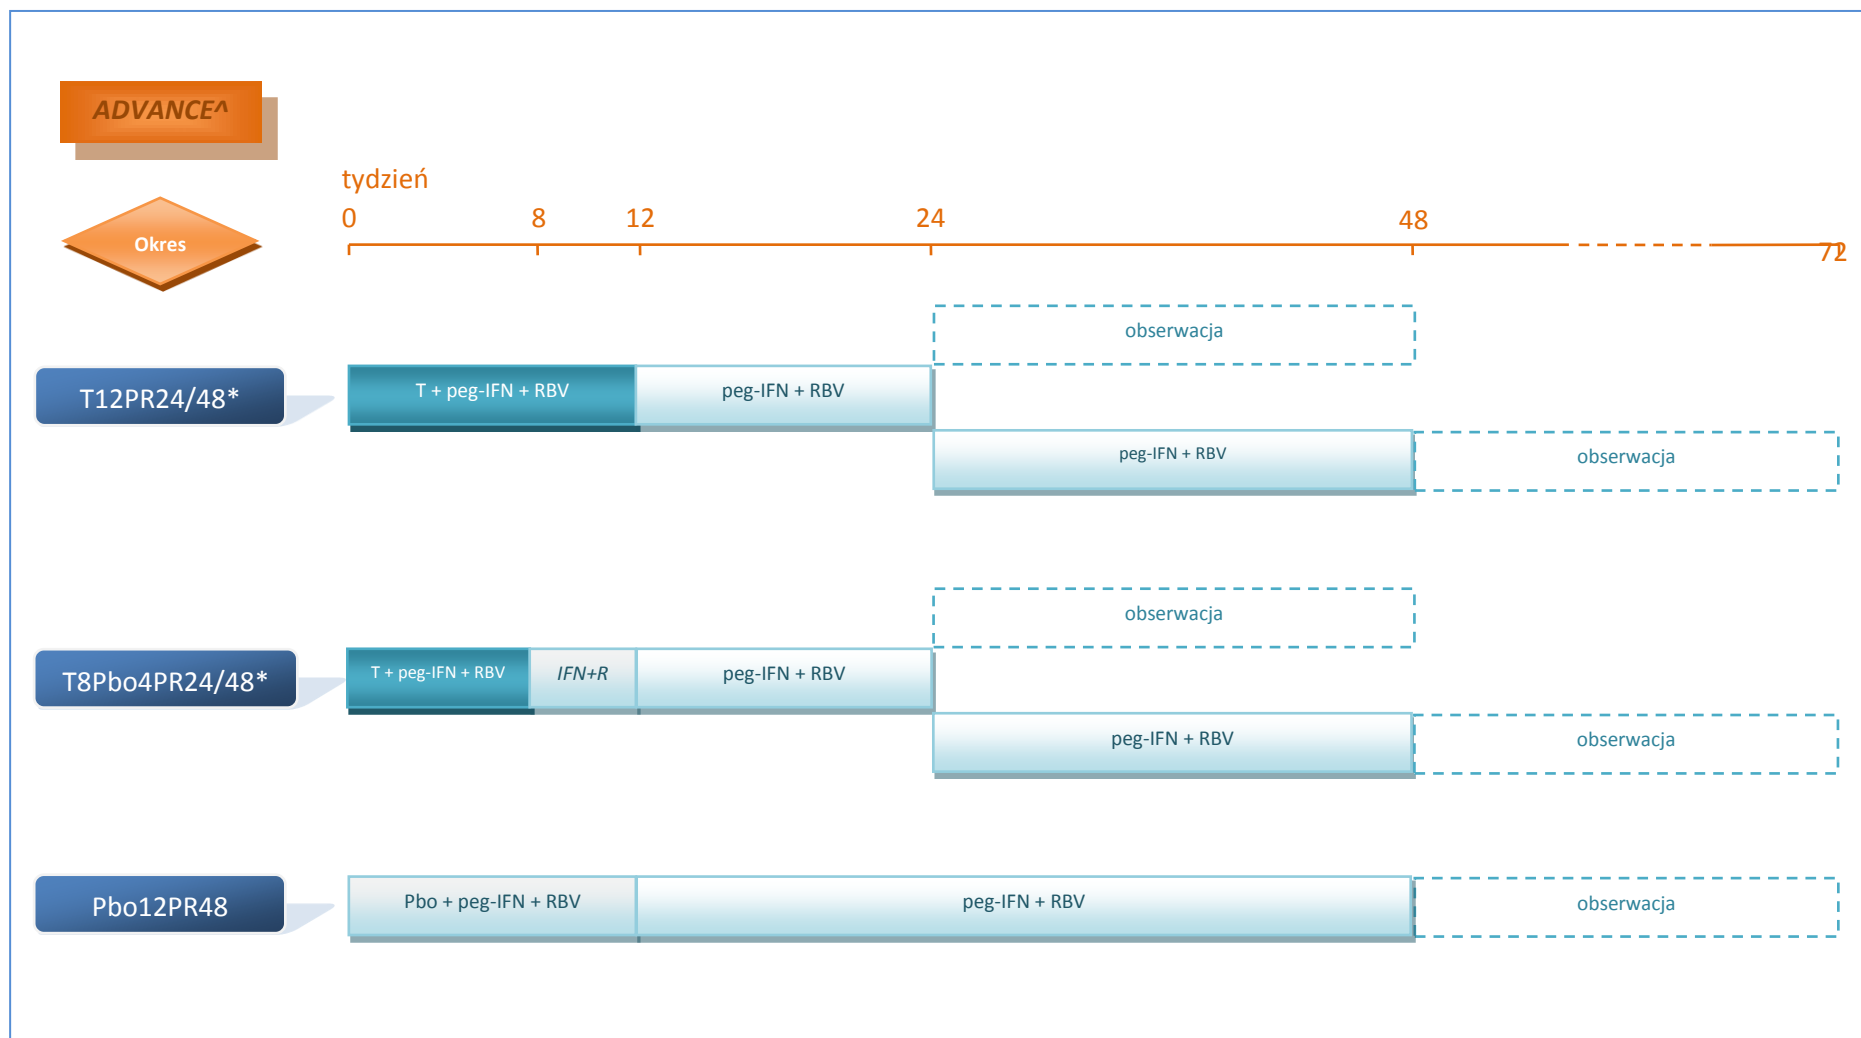 ADVANCE^
tydzień
0 8 12 24 48
72
Okres
obserwacja
T12PR24/48*
T + peg-IFN + RBV
peg-IFN + RBV
peg-IFN + RBV
obserwacja
obserwacja
T8Pbo4PR24/48*
T + peg-IFN + RBV
IFN+R
peg-IFN + RBV
peg-IFN + RBV
obserwacja
Pbo12PR48
Pbo + peg-IFN + RBV
peg-IFN + RBV
obserwacja